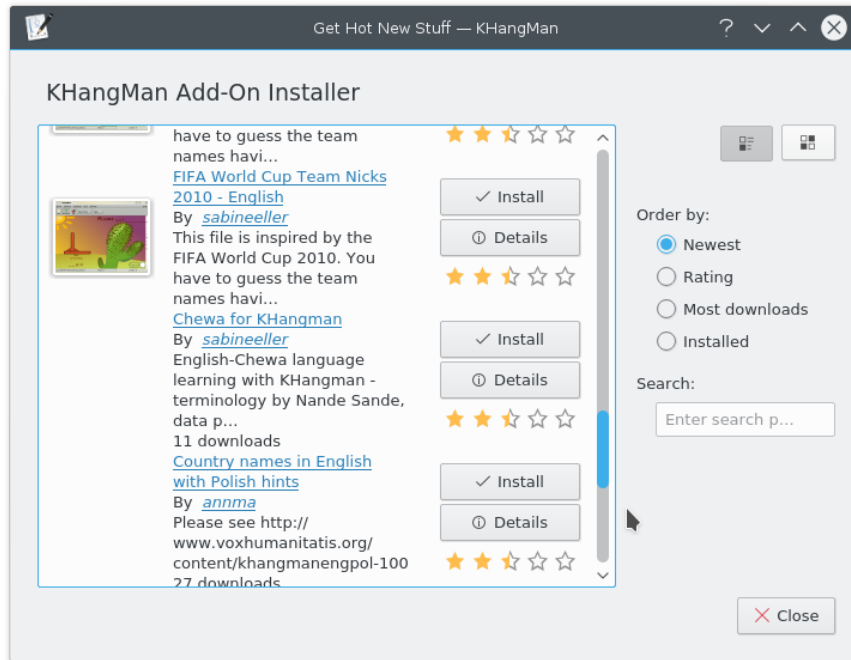 Get Hot New Stuff — KHangMan
KHangMan Add-On Installer
have to guess the team
names havi...
FIFA World Cup Team Nicks
2010 - English
By sabineeller
This file is inspired by the
FIFA World Cup 2010. You
have to guess the team
names havi...
Install
Details
Chewa for KHangman
By sabineeller
English-Chewa language
learning with KHangman -
terminology by Nande Sande,
data p...
11 downloads
Install
Details
Country names in English
with Polish hints
By annma
Please see http://
www.voxhumanitatis.org/
content/khangmanengpol-100
27 downloads
Install
Details
Order by:
Newest
Rating
Most downloads
Installed
Search:
Enter search p...
Close